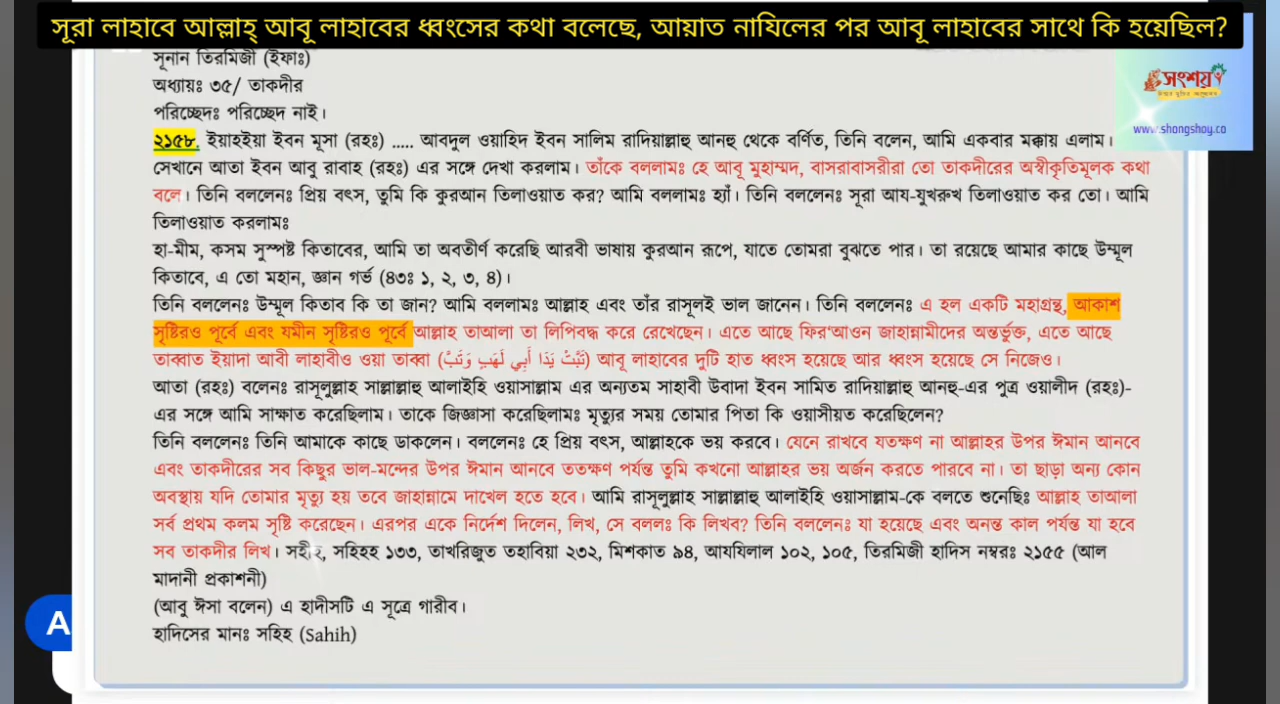 সূরা লাহাবে আল্লাহ্ আবূ লাহাবের ধ্বংসের কথা বলেছে, আয়াত নাযিলের পর আবূ লাহাবের সাথে কি হয়েছিল?
সংশয়
www.shongshoy.co
সূনান তিরমিজী (ইফাঃ)
অধ্যায়ঃ ৩৫/ তাকদীর
পরিচ্ছেদঃ পরিচ্ছেদ নাই।
২১৫৮. ইয়াহইয়া ইবন মূসা (রহঃ) ..... আবদুল ওয়াহিদ ইবন সালিম রাদিয়াল্লাহু আনহু থেকে বর্ণিত, তিনি বলেন, আমি একবার মক্কায় এলাম।
সেখানে আতা ইবন আবু রাবাহ (রহঃ) এর সঙ্গে দেখা করলাম। তাঁকে বললামঃ হে আবূ মুহাম্মদ, বাসরাবাসরীরা তো তাকদীরের অস্বীকৃতিমূলক কথা
বলে। তিনি বললেনঃ প্রিয় বৎস, তুমি কি কুরআন তিলাওয়াত কর? আমি বললামঃ হ্যাঁ। তিনি বললেনঃ সূরা আয-যুখরুখ তিলাওয়াত কর তো। আমি
তিলাওয়াত করলামঃ
হা-মীম, কসম সুস্পষ্ট কিতাবের, আমি তা অবতীর্ণ করেছি আরবী ভাষায় কুরআন রূপে, যাতে তোমরা বুঝতে পার। তা রয়েছে আমার কাছে উম্মূল
কিতাবে, এ তো মহান, জ্ঞান গর্ভ (৪৩ঃ ১, ২, ৩, ৪)।
তিনি বললেনঃ উম্মূল কিতাব কি তা জান? আমি বললামঃ আল্লাহ এবং তাঁর রাসূলই ভাল জানেন। তিনি বললেনঃ এ হল একটি মহাগ্রন্থ, আকাশ
সৃষ্টিরও পূর্বে এবং যমীন সৃষ্টিরও পূর্বে আল্লাহ তাআলা তা লিপিবদ্ধ করে রেখেছেন। এতে আছে ফির‘আওন জাহান্নামীদের অন্তর্ভুক্ত, এতে আছে
তাব্বাত ইয়াদা আবী লাহাবীও ওয়া তাব্বা (تَبَّتْ يَدَا أَبِي لَهَبٍ وَتَبَّ) আবূ লাহাবের দুটি হাত ধ্বংস হয়েছে আর ধ্বংস হয়েছে সে নিজেও।
আতা (রহঃ) বলেনঃ রাসূলুল্লাহ সাল্লাল্লাহু আলাইহি ওয়াসাল্লাম এর অন্যতম সাহাবী উবাদা ইবন সামিত রাদিয়াল্লাহু আনহু-এর পুত্র ওয়ালীদ (রহঃ)-
এর সঙ্গে আমি সাক্ষাত করেছিলাম। তাকে জিজ্ঞাসা করেছিলামঃ মৃত্যুর সময় তোমার পিতা কি ওয়াসীয়ত করেছিলেন?
তিনি বললেনঃ তিনি আমাকে কাছে ডাকলেন। বললেনঃ হে প্রিয় বৎস, আল্লাহকে ভয় করবে। যেনে রাখবে যতক্ষণ না আল্লাহর উপর ঈমান আনবে
এবং তাকদীরের সব কিছুর ভাল-মন্দের উপর ঈমান আনবে ততক্ষণ পর্যন্ত তুমি কখনো আল্লাহর ভয় অর্জন করতে পারবে না। তা ছাড়া অন্য কোন
অবস্থায় যদি তোমার মৃত্যু হয় তবে জাহান্নামে দাখেল হতে হবে। আমি রাসূলুল্লাহ সাল্লাল্লাহু আলাইহি ওয়াসাল্লাম-কে বলতে শুনেছিঃ আল্লাহ তাআলা
সর্ব প্রথম কলম সৃষ্টি করেছেন। এরপর একে নির্দেশ দিলেন, লিখ, সে বললঃ কি লিখব? তিনি বললেনঃ যা হয়েছে এবং অনন্ত কাল পর্যন্ত যা হবে
সব তাকদীর লিখ। সহীহ, সহিহহ ১৩৩, তাখরিজুত তহাবিয়া ২৩২, মিশকাত ৯৪, আযযিলাল ১০২, ১০৫, তিরমিজী হাদিস নম্বরঃ ২১৫৫ (আল
মাদানী প্রকাশনী)
(আবু ঈসা বলেন) এ হাদীসটি এ সূত্রে গারীব।
হাদিসের মানঃ সহিহ (Sahih)
A